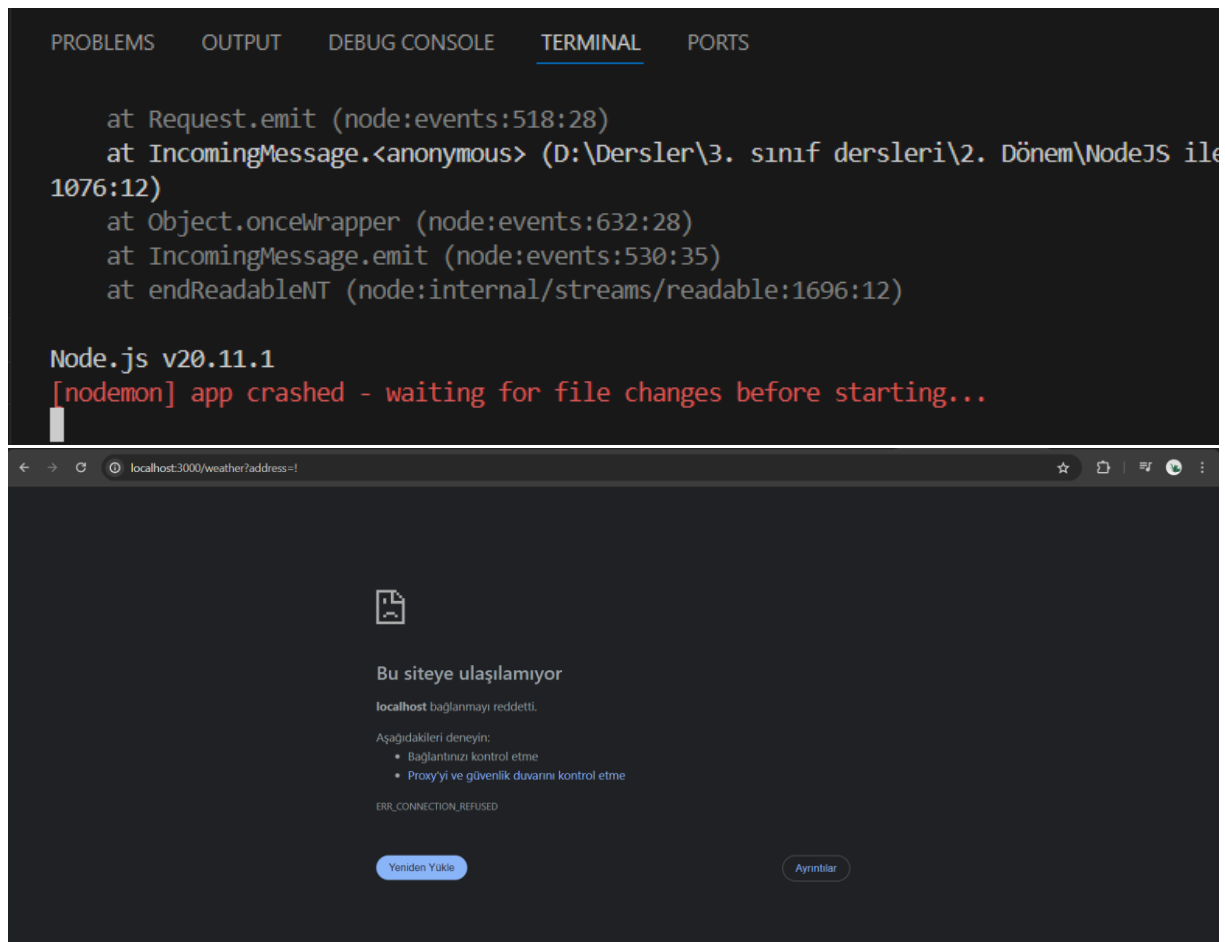 PROBLEMS OUTPUT DEBUG CONSOLE TERMINAL PORTS
at Request.emit (node:events:518:28)
at IncomingMessage.<anonymous> (D:\Dersler\3. sınıf dersleri\2. Dönem\NodeJS ile
1076:12)
at Object.onceWrapper (node:events:632:28)
at IncomingMessage.emit (node:events:530:35)
at endReadableNT (node:internal/streams/readable:1696:12)
Node.js v20.11.1
[nodemon] app crashed - waiting for file changes before starting...
localhost:3000/weather?address=!
Bu siteye ulaşılamıyor
localhost bağlanmayı reddetti.
Aşağıdakileri deneyin:
Bağlantınızı kontrol etme
Proxy'yi ve güvenlik duvarını kontrol etme
ERR_CONNECTION_REFUSED
Yeniden Yükle Ayrıntılar